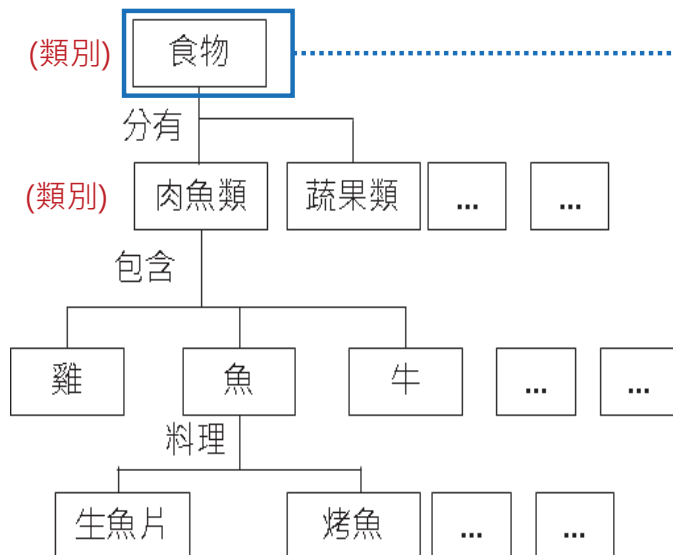 (類別) 食物
分有
(類別) 肉魚類 蔬果類 ... ...
包含
雞 魚 牛 ... ...
料理
生魚片 烤魚 ... ...